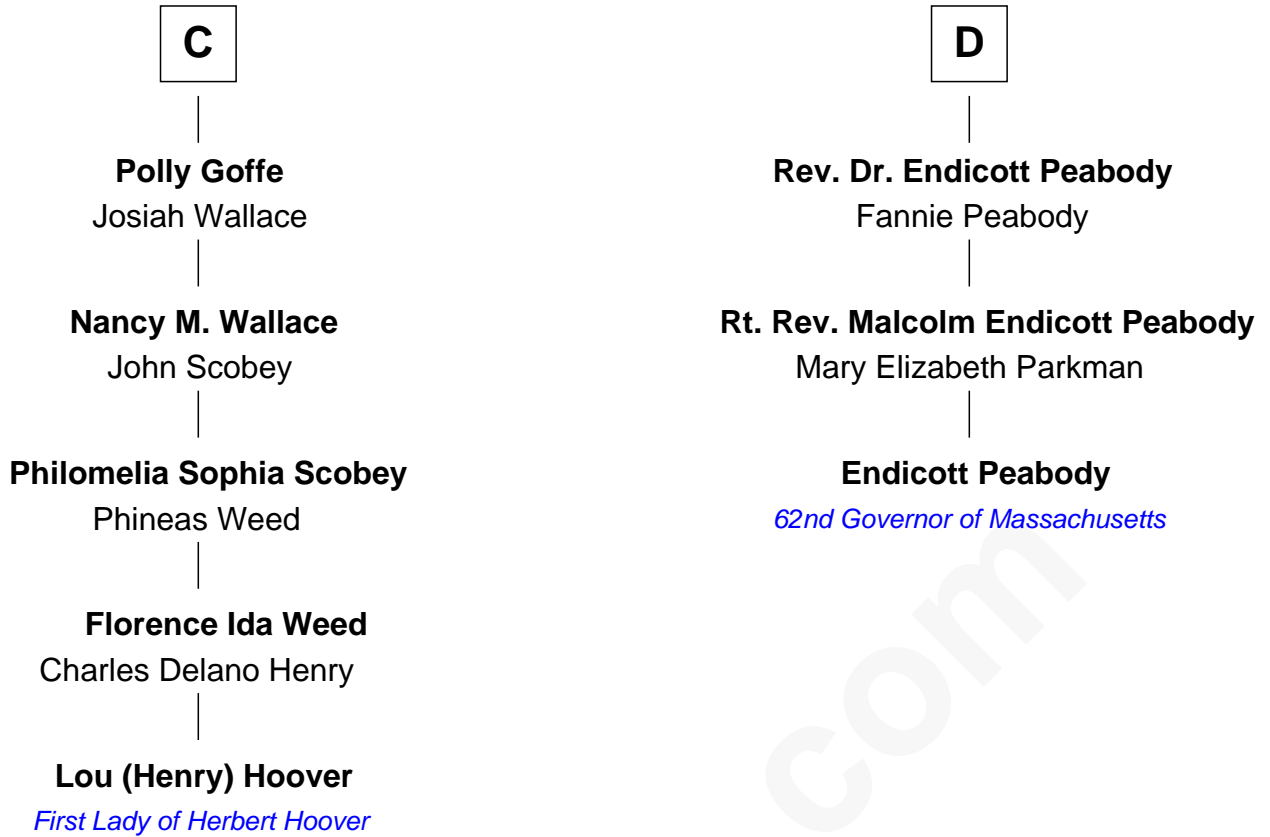 C
Polly Goffe
Josiah Wallace
Nancy M. Wallace
John Scobey
Philomelia Sophia Scobey
Phineas Weed
Florence Ida Weed
Charles Delano Henry
Lou (Henry) Hoover
First Lady of Herbert Hoover
D
Rev. Dr. Endicott Peabody
Fannie Peabody
Rt. Rev. Malcolm Endicott Peabody
Mary Elizabeth Parkman
Endicott Peabody
62nd Governor of Massachusetts
com